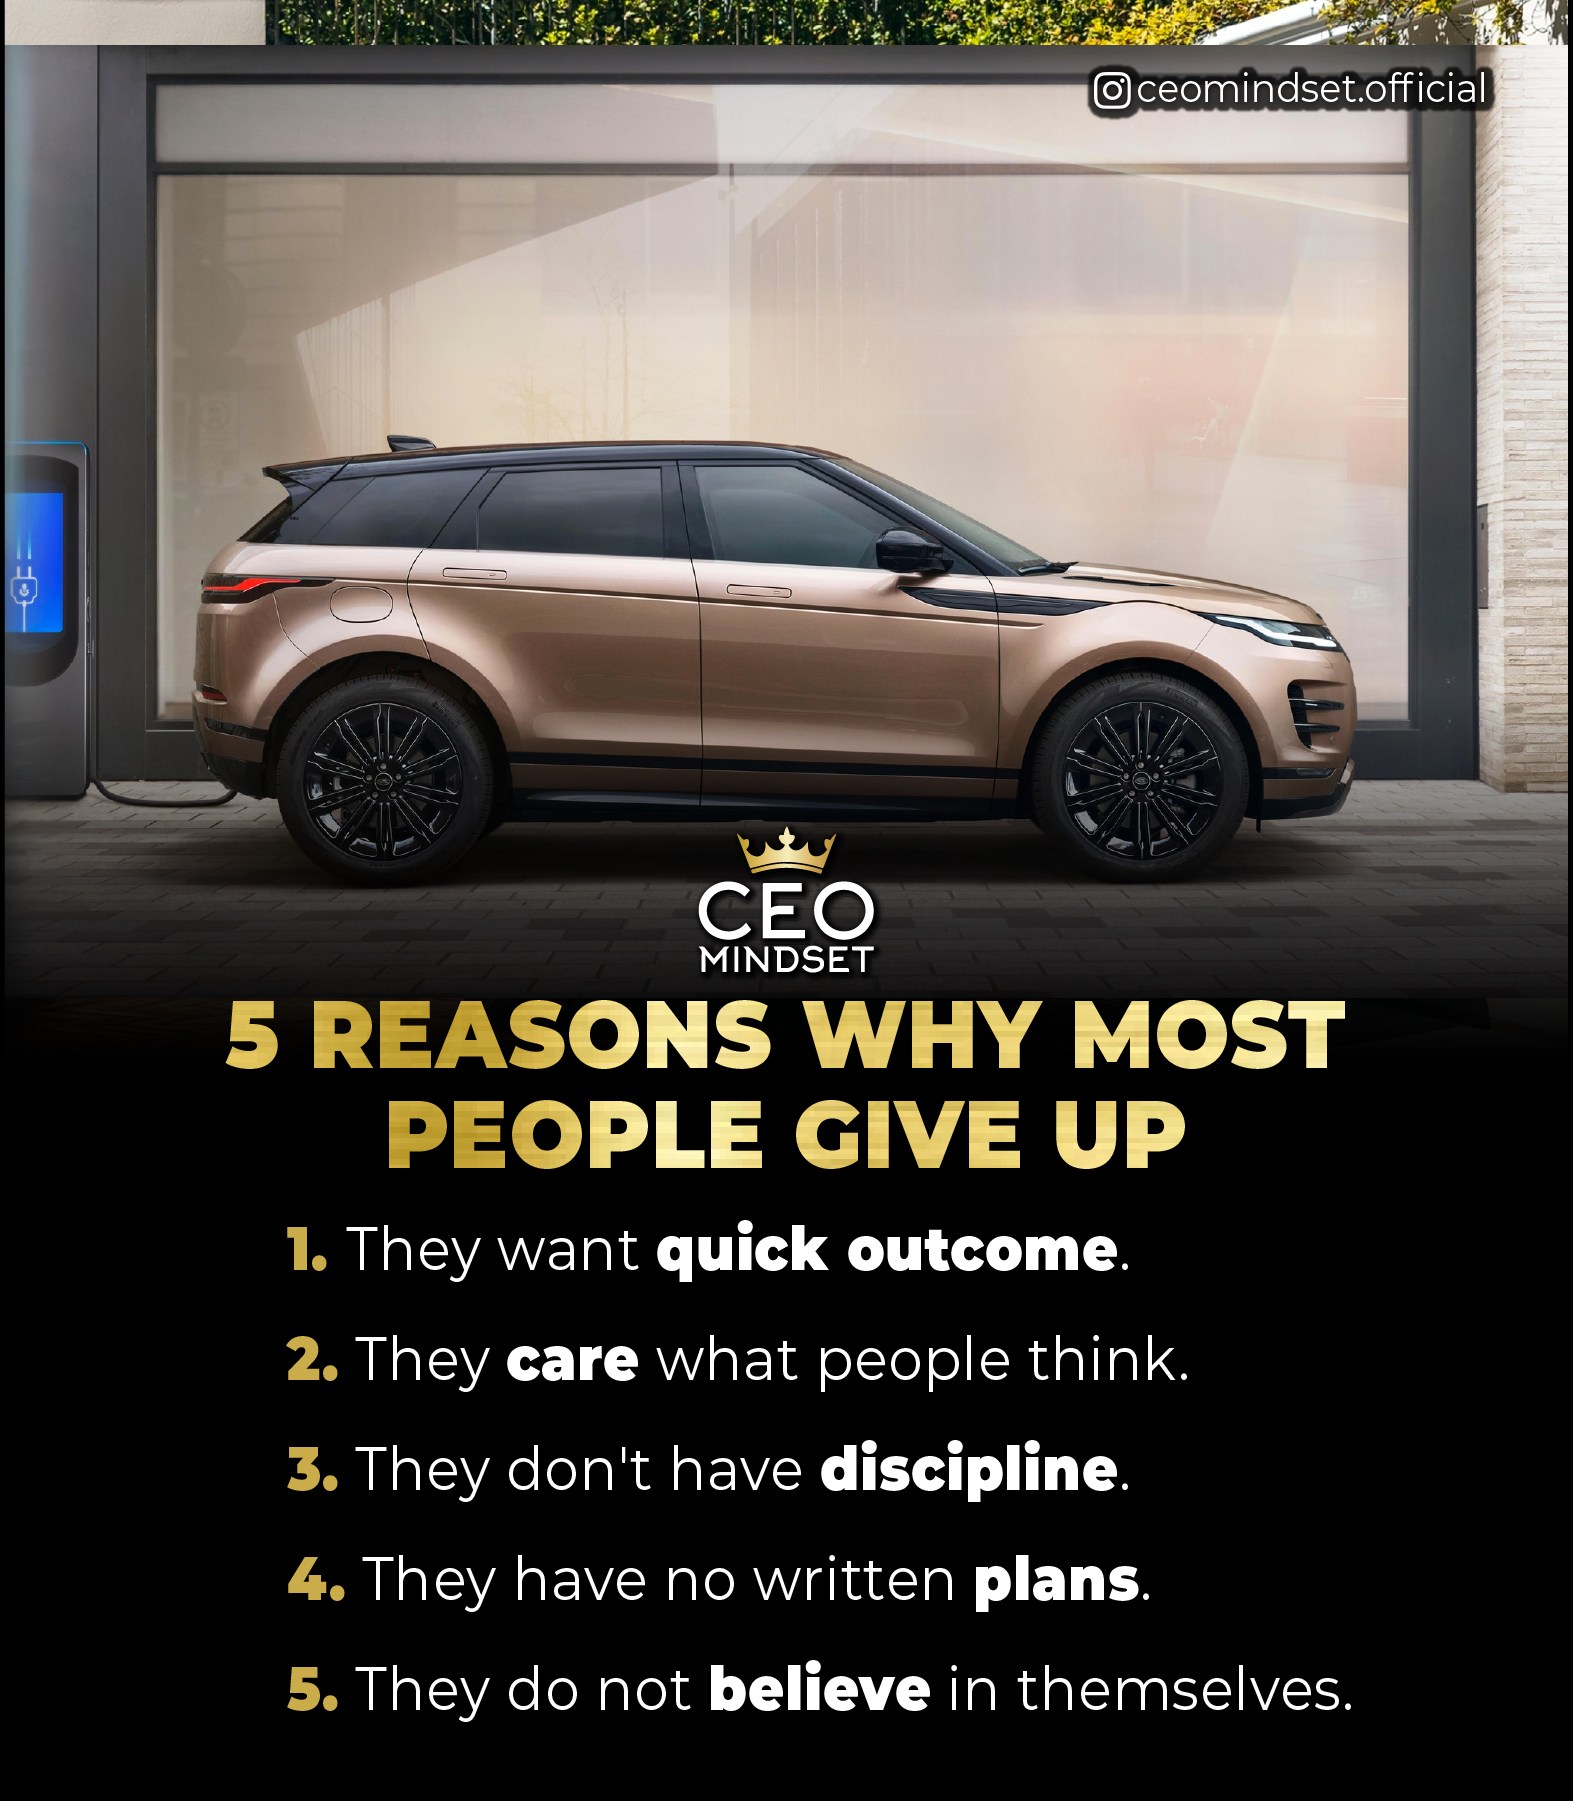 ceomindset.official
CEO
MINDSET
5 REASONS WHY MOST
PEOPLE GIVE UP
1. They want quick outcome.
2. They care what people think.
3. They don't have discipline.
4. They have no written plans.
5. They do not believe in themselves.